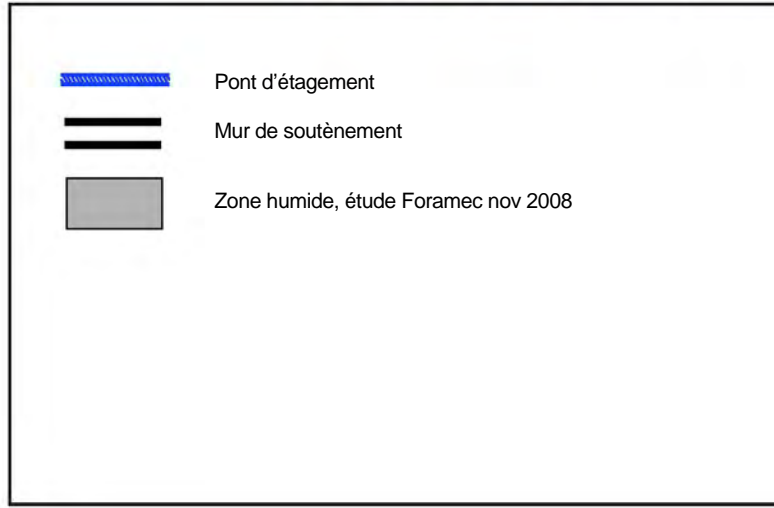 Pont d'étagement
Mur de soutènement
Zone humide, étude Foramec nov 2008